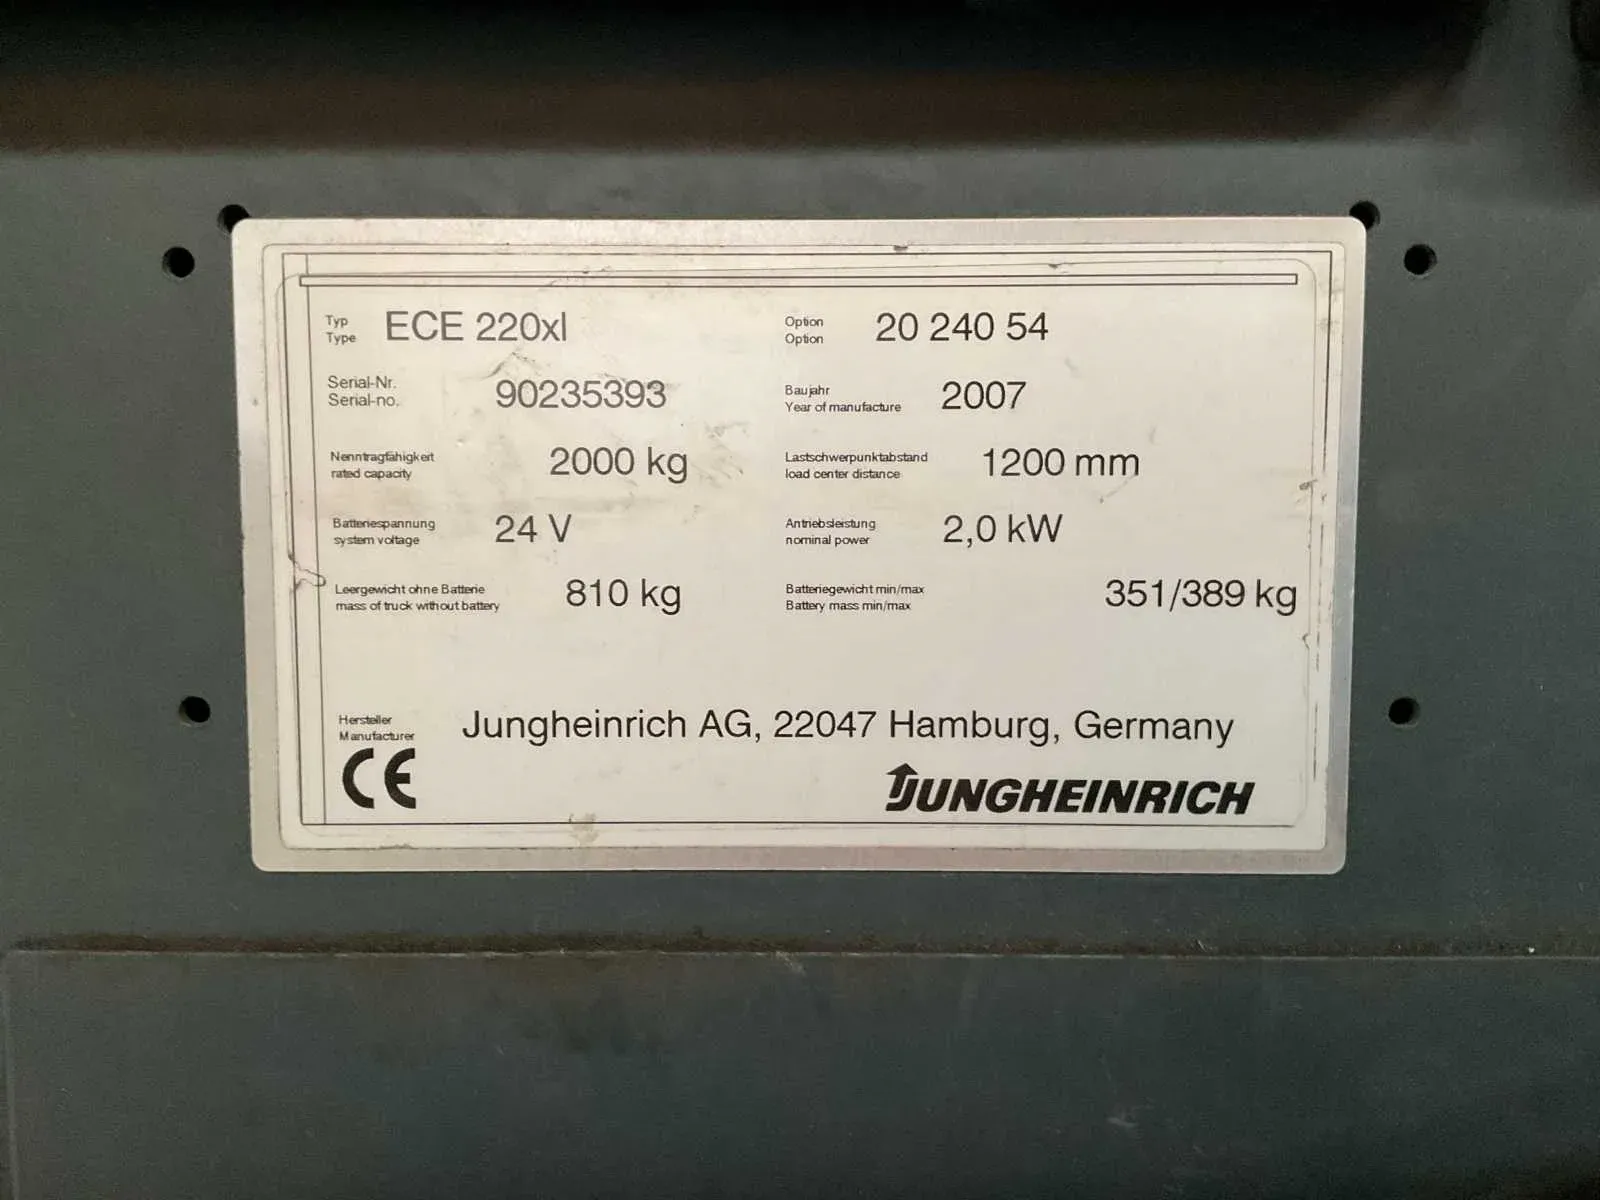 Typ
Type
ECE 220xl
Option
Option
20 240 54
Serial-Nr.
Serial-no.
90235393
Baujahr
Year of manufacture
2007
Nenntragfähigkeit
rated capacity
2000 kg
Lastschwerpunktabstand
load center distance
1200 mm
Batteriespannung
system voltage
24 V
Antriebsleistung
nominal power
2,0 kW
Leergewicht ohne Batterie
mass of truck without battery
810 kg
Batteriegewicht min/max
Battery mass min/max
351/389 kg
Hersteller
Manufacturer
Jungheinrich AG, 22047 Hamburg, Germany
CE
JUNGHEINRICH